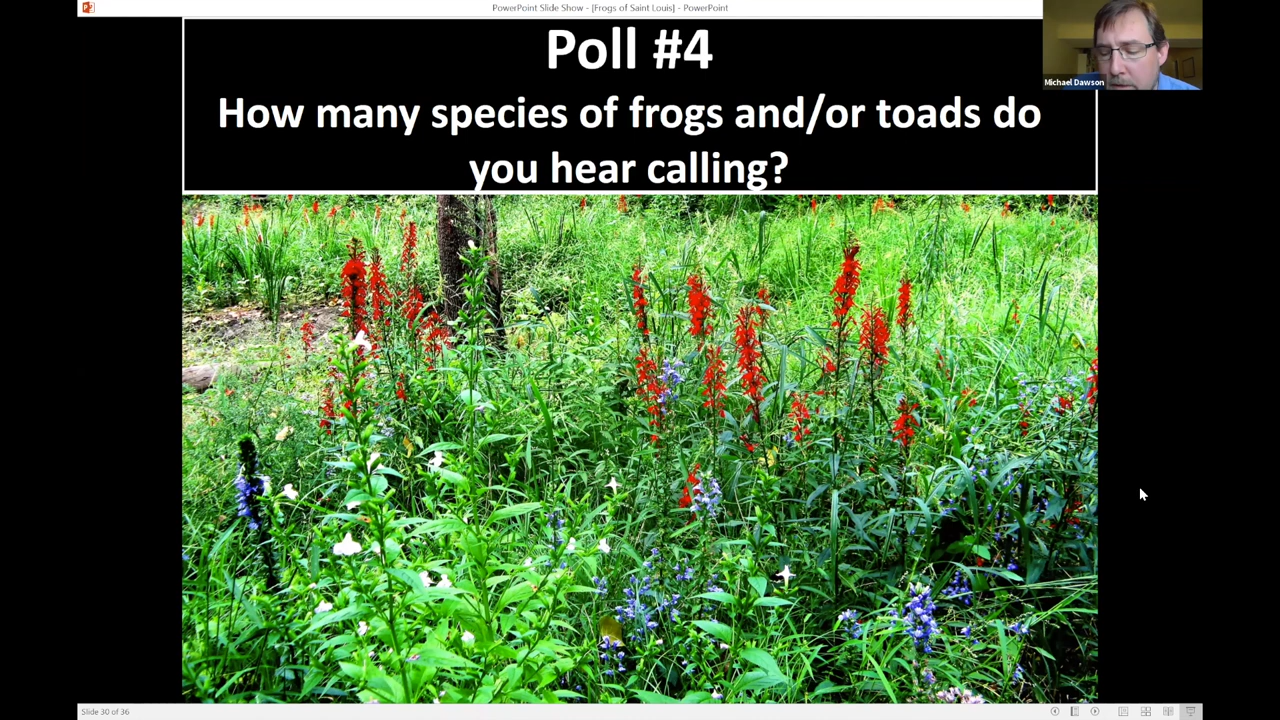 PowerPoint Slide Show - [Frogs of Saint Louis] - PowerPoint
Poll #4
How many species of frogs and/or toads do
you hear calling?
Michael Dawson
Slide 30 of 36